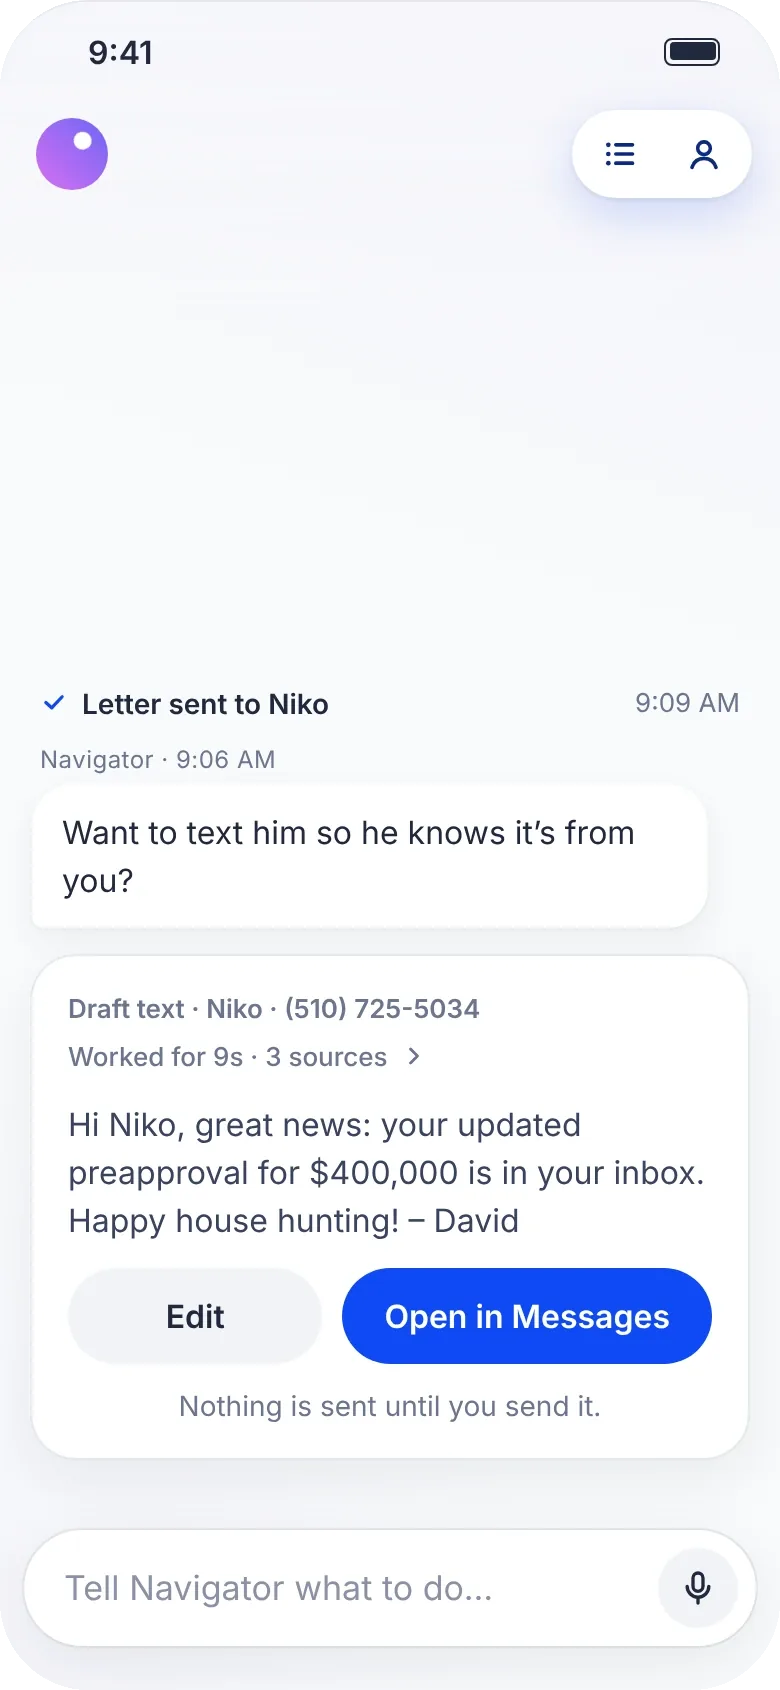 9:41
Letter sent to Niko
9:09 AM
Navigator · 9:06 AM
Want to text him so he knows it’s from
you?
Draft text · Niko · (510) 725-5034
Worked for 9s · 3 sources
Hi Niko, great news: your updated
preapproval for $400,000 is in your inbox.
Happy house hunting! – David
Edit
Open in Messages
Nothing is sent until you send it.
Tell Navigator what to do...